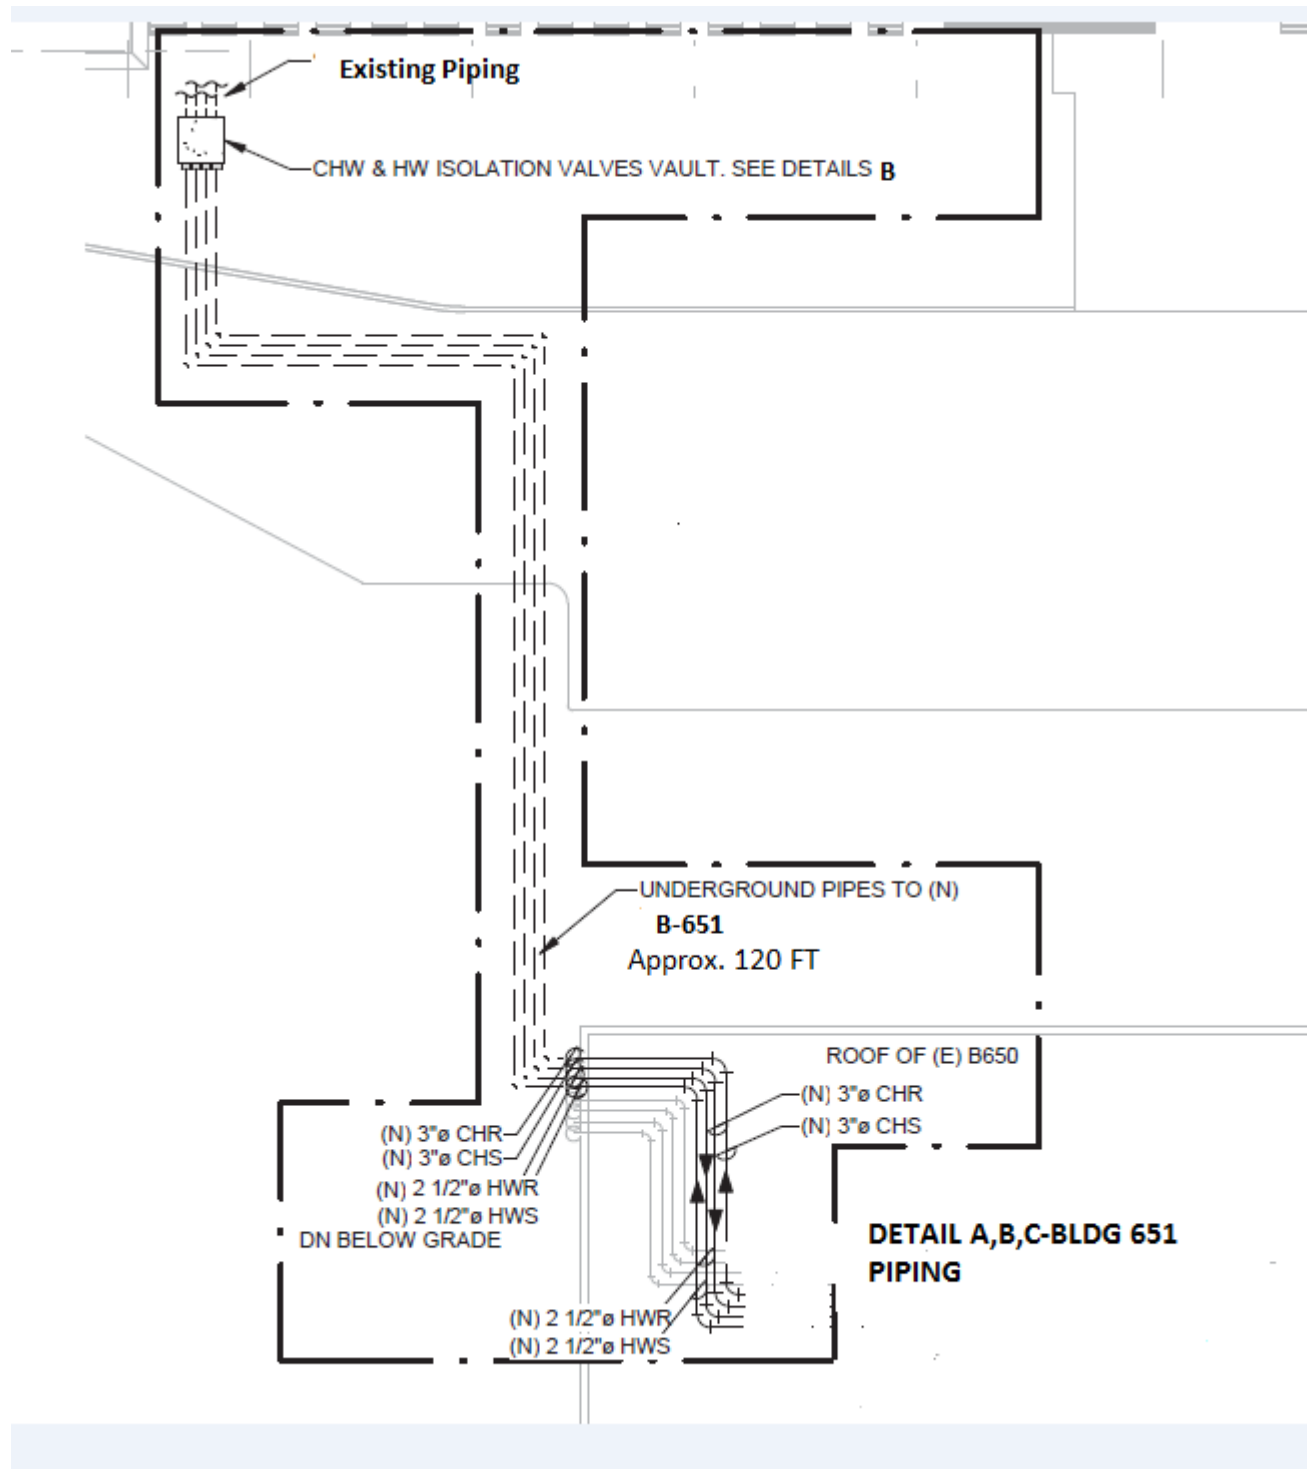 Existing Piping
CHW & HW ISOLATION VALVES VAULT. SEE DETAILS B
UNDERGROUND PIPES TO (N)
B-651
Approx. 120 FT
ROOF OF (E) B650
(N) 3"ø CHR
(N) 3"ø CHS
(N) 3"ø CHR
(N) 3"ø CHS
(N) 2 1/2"ø HWR
(N) 2 1/2"ø HWS
DN BELOW GRADE
DETAIL A,B,C-BLDG 651
PIPING
(N) 2 1/2"ø HWR
(N) 2 1/2"ø HWS